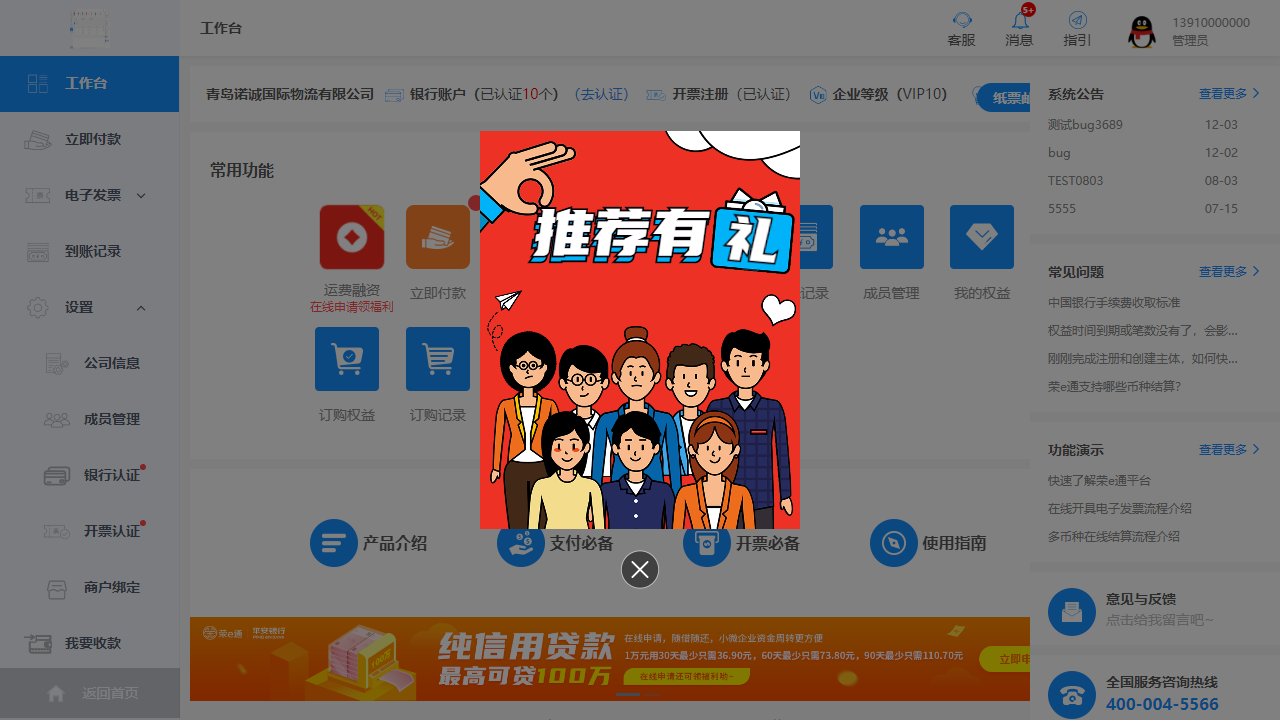 工作台
客服
5+
消息
指引
13910000000
管理员
工作台
立即付款
电子发票
到账记录
设置
公司信息
成员管理
银行认证
开票认证
商户绑定
我要收款
返回首页
青岛诺诚国际物流有限公司
银行账户（已认证10个）
（去认证）
开票注册（已认证）
企业等级（VIP10）
纸票邮
常用功能
HOT
运费融资
在线申请领福利
立即付款
记录
成员管理
我的权益
订购权益
订购记录
推荐有礼
产品介绍
支付必备
开票必备
使用指南
荣e通
纯信用贷款
最高可贷100万
100万
在线申请，随借随还，小微企业资金周转更方便
1万元用30天最少只需36.90元，60天最少只需73.80元，90天最少只需110.70元
在线申请还可领福利哟~
立即申
系统公告
查看更多
测试bug3689
12-03
bug
12-02
TEST0803
08-03
5555
07-15
常见问题
查看更多
中国银行手续费收取标准
权益时间到期或笔数没有了，会影...
刚刚完成注册和创建主体，如何快...
荣e通支持哪些币种结算？
功能演示
查看更多
快速了解荣e通平台
在线开具电子发票流程介绍
多币种在线结算流程介绍
意见与反馈
点击给我留言吧~
全国服务咨询热线
400-004-5566